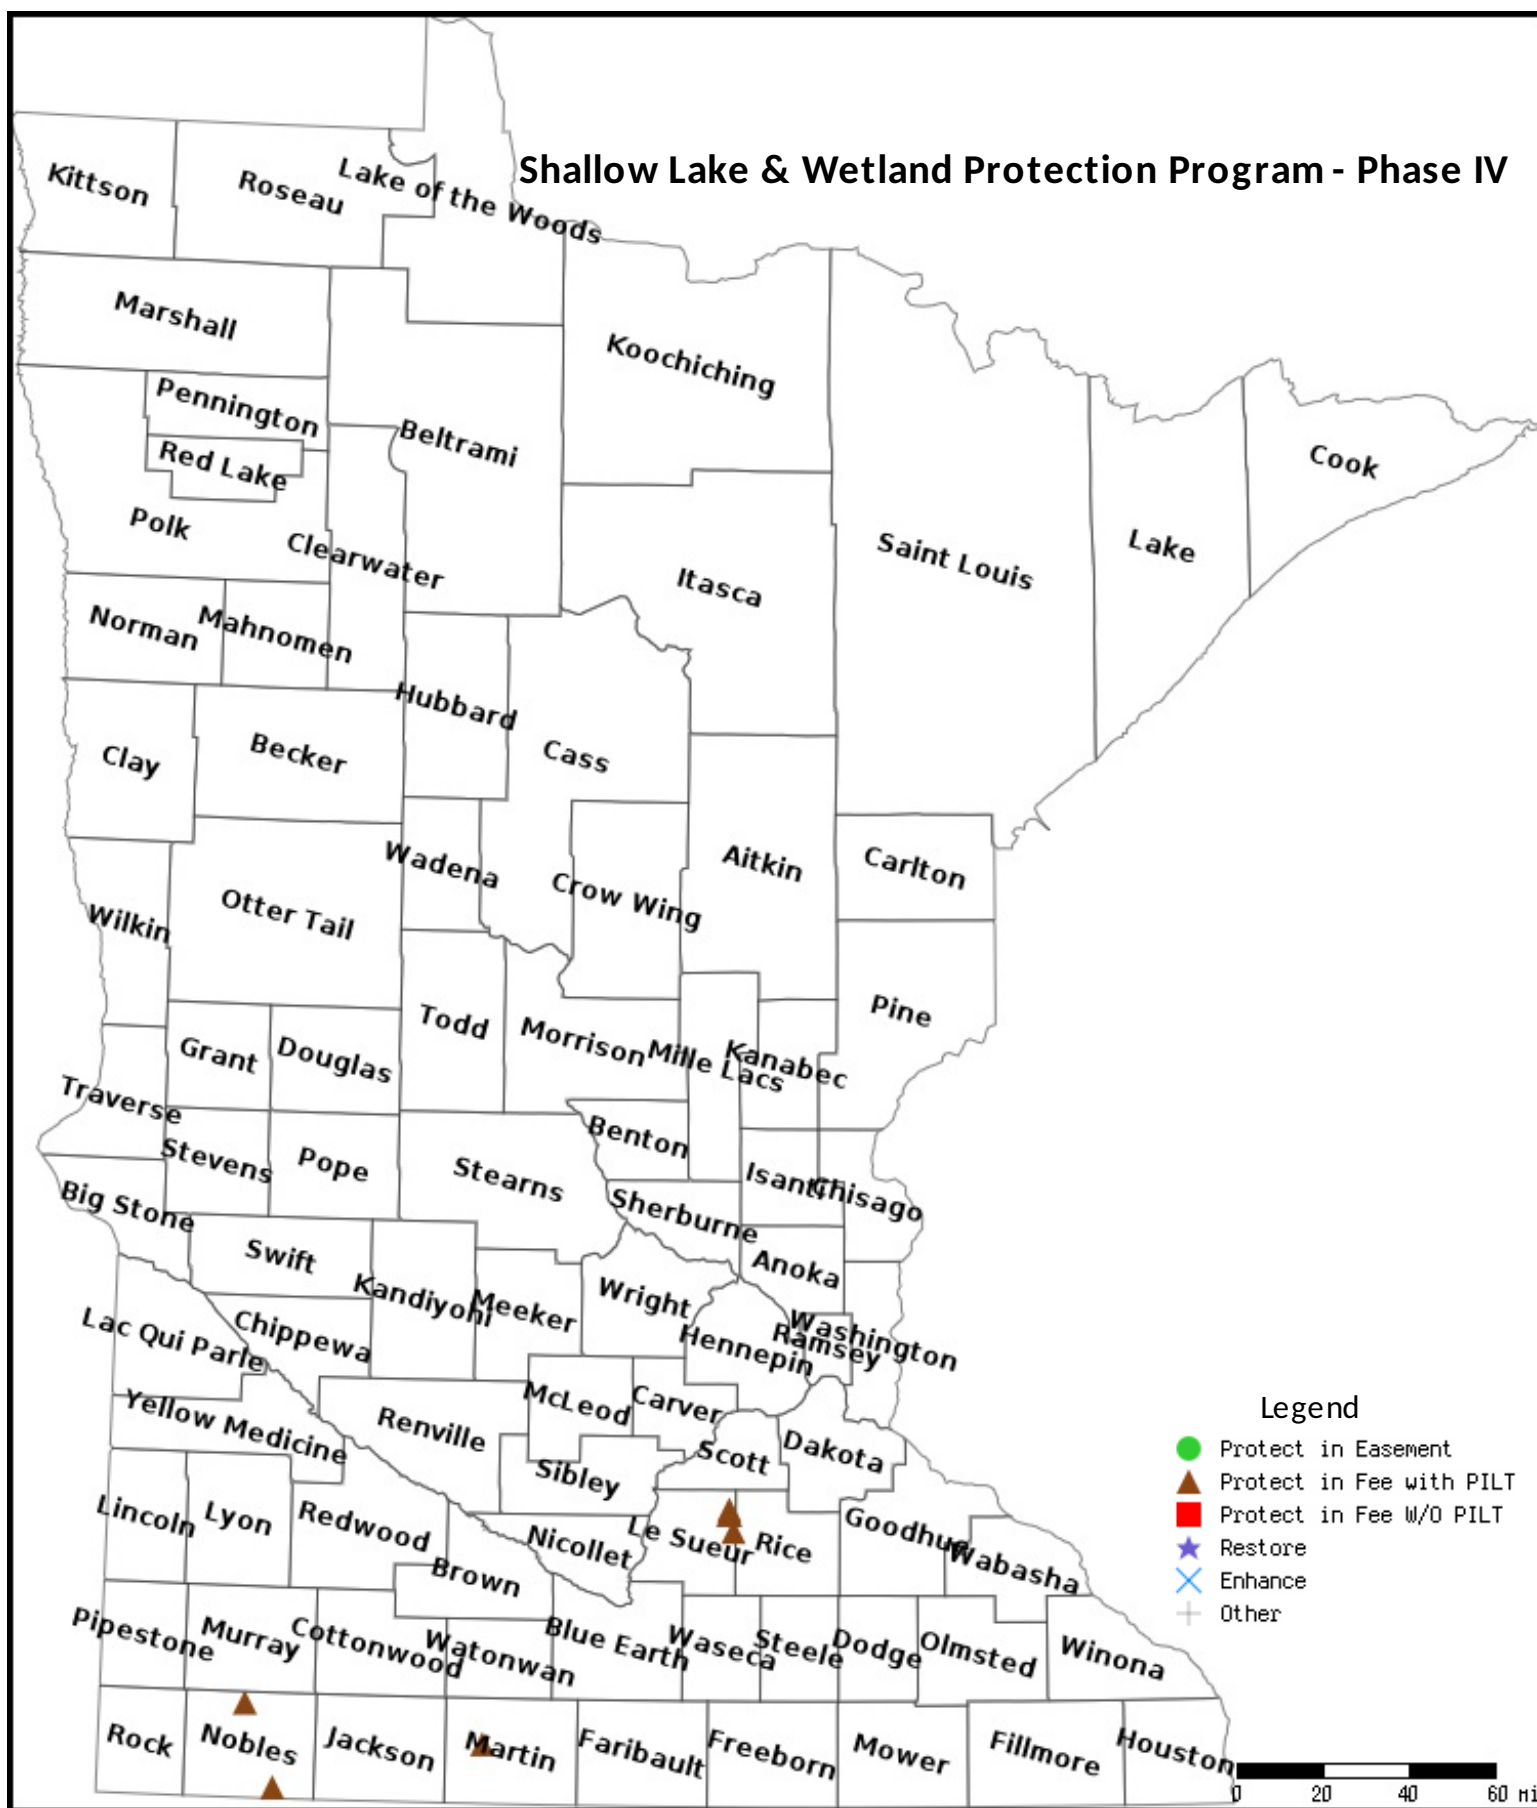 Shallow Lake & Wetland Protection Program - Phase IV
Kittson
Roseau
Lake of the Woods
Marshall
Koochiching
Pennington
Beltrami
Red Lake
Cook
Polk
Clearwater
Saint Louis
Lake
Itasca
Norman
Mahnomen
Hubbard
Clay
Becker
Cass
Wadena
Aitkin
Carlton
Crow Wing
Otter Tail
Wilkin
Pine
Todd
Morrison
Mille Lacs
Kanabec
Grant
Douglas
Traverse
Benton
Stevens
Pope
Stearns
Isanti
Chisago
Big Stone
Sherburne
Swift
Anoka
Kandiyohi
Meeker
Wright
Lac Qui Parle
Chippewa
Hennepin
Ramsey
Washington
McLeod
Carver
Yellow Medicine
Renville
Scott
Dakota
Sibley
Legend
Protect in Easement
Protect in Fee with PILT
Protect in Fee W/O PILT
Restore
Enhance
Other
Lincoln
Lyon
Redwood
Nicollet
Le Sueur
Rice
Goodhue
Wabasha
Brown
Pipestone
Murray
Cottonwood
Watonwan
Blue Earth
Waseca
Steele
Dodge
Olmsted
Winona
Rock
Nobles
Jackson
Martin
Faribault
Freeborn
Mower
Fillmore
Houston
0 20 40 60 Mi